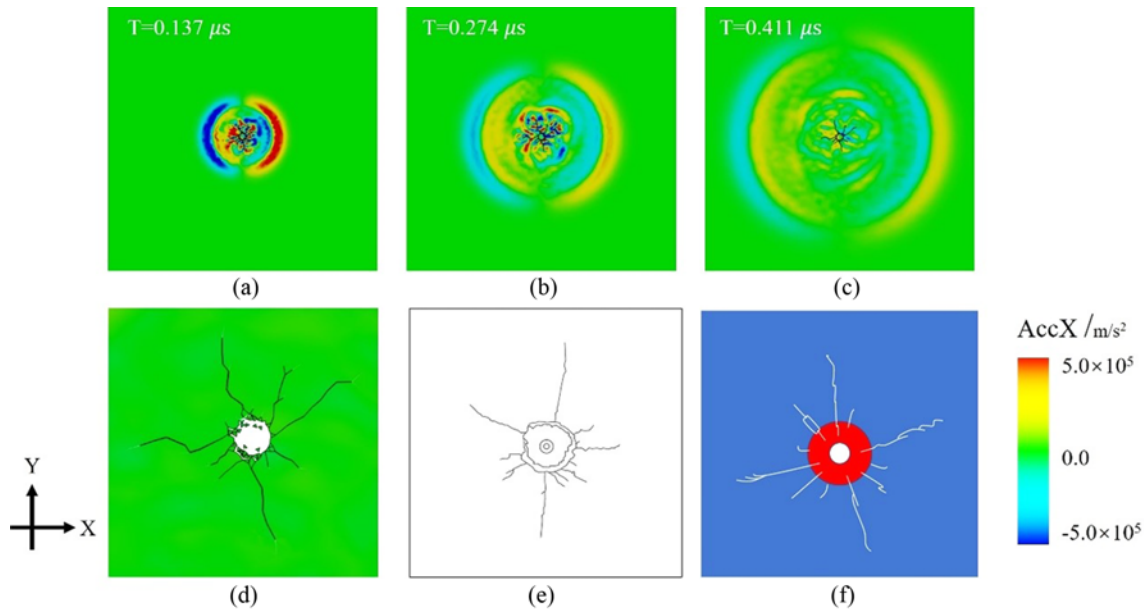 T=0.137 μs
T=0.274 μs
T=0.411 μs
(a)
(b)
(c)
AccX /m/s²
5.0×10⁵
0.0
-5.0×10⁵
Y
X
(d)
(e)
(f)